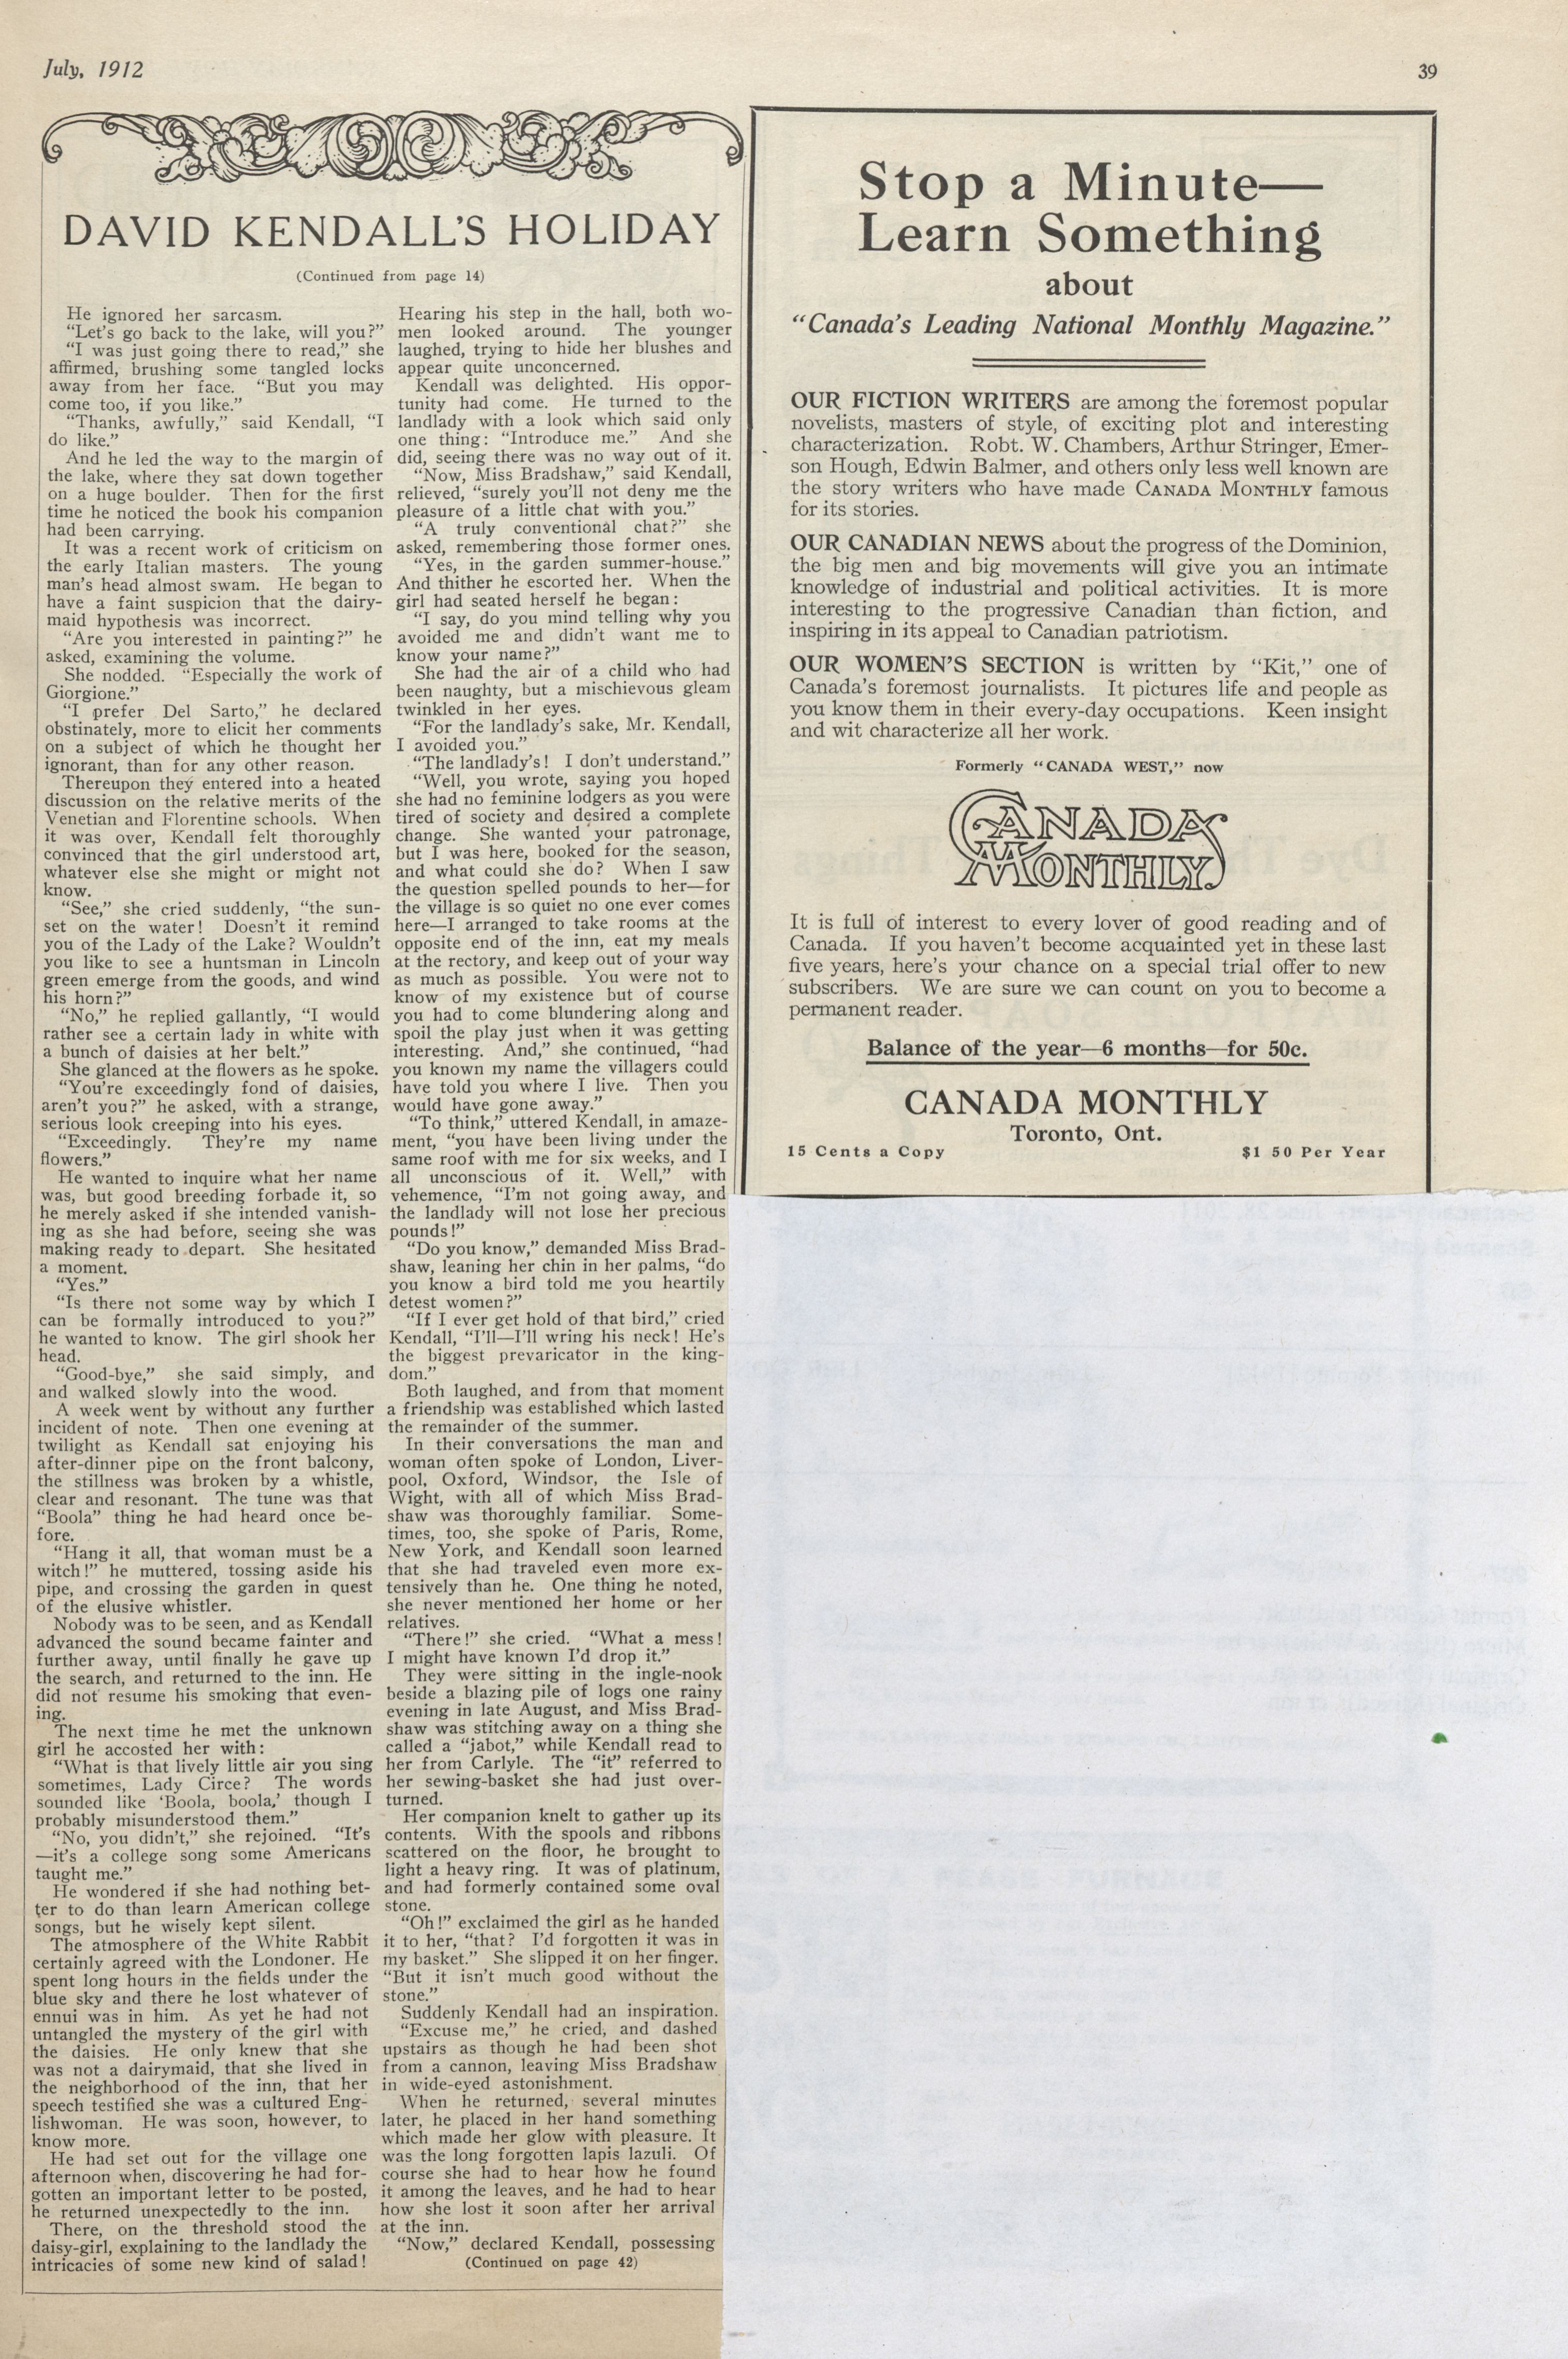 July, 1912
39
DAVID KENDALL'S HOLIDAY
(Continued from page 14)
He ignored her sarcasm.
"Let's go back to the lake, will you?"
"I was just going there to read," she
affirmed, brushing some tangled locks
away from her face. "But you may
come too, if you like."
"Thanks, awfully," said Kendall, "I
do like."
And he led the way to the margin of
the lake, where they sat down together
on a huge boulder. Then for the first
time he noticed the book his companion
had been carrying.
It was a recent work of criticism on
the early Italian masters. The young
man's head almost swam. He began to
have a faint suspicion that the dairy-
maid hypothesis was incorrect.
"Are you interested in painting?" he
asked, examining the volume.
She nodded. "Especially the work of
Giorgione."
"I prefer Del Sarto," he declared
obstinately, more to elicit her comments
on a subject of which he thought her
ignorant, than for any other reason.
Thereupon they entered into a heated
discussion on the relative merits of the
Venetian and Florentine schools. When
it was over, Kendall felt thoroughly
convinced that the girl understood art,
whatever else she might or might not
know.
"See," she cried suddenly, "the sun-
set on the water! Doesn't it remind
you of the Lady of the Lake? Wouldn't
you like to see a huntsman in Lincoln
green emerge from the goods, and wind
his horn?"
"No," he replied gallantly, "I would
rather see a certain lady in white with
a bunch of daisies at her belt."
She glanced at the flowers as he spoke.
"You're exceedingly fond of daisies,
aren't you?" he asked, with a strange,
serious look creeping into his eyes.
"Exceedingly. They're my name
flowers."
He wanted to inquire what her name
was, but good breeding forbade it, so
he merely asked if she intended vanish-
ing as she had before, seeing she was
making ready to depart. She hesitated
a moment.
"Yes."
"Is there not some way by which I
can be formally introduced to you?"
he wanted to know. The girl shook her
head.
"Good-bye," she said simply, and
and walked slowly into the wood.
A week went by without any further
incident of note. Then one evening at
twilight as Kendall sat enjoying his
after-dinner pipe on the front balcony,
the stillness was broken by a whistle,
clear and resonant. The tune was that
"Boola" thing he had heard once be-
fore.
"Hang it all, that woman must be a
witch!" he muttered, tossing aside his
pipe, and crossing the garden in quest
of the elusive whistler.
Nobody was to be seen, and as Kendall
advanced the sound became fainter and
further away, until finally he gave up
the search, and returned to the inn. He
did not resume his smoking that even-
ing.
The next time he met the unknown
girl he accosted her with:
"What is that lively little air you sing
sometimes, Lady Circe? The words
sounded like 'Boola, boola,' though I
probably misunderstood them."
"No, you didn't," she rejoined. "It's
—it's a college song some Americans
taught me."
He wondered if she had nothing bet-
ter to do than learn American college
songs, but he wisely kept silent.
The atmosphere of the White Rabbit
certainly agreed with the Londoner. He
spent long hours in the fields under the
blue sky and there he lost whatever of
ennui was in him. As yet he had not
untangled the mystery of the girl with
the daisies. He only knew that she
was not a dairymaid, that she lived in
the neighborhood of the inn, that her
speech testified she was a cultured Eng-
lishwoman. He was soon, however, to
know more.
He had set out for the village one
afternoon when, discovering he had for-
gotten an important letter to be posted,
he returned unexpectedly to the inn.
There, on the threshold stood the
daisy-girl, explaining to the landlady the
intricacies of some new kind of salad!
Hearing his step in the hall, both wo-
men looked around. The younger
laughed, trying to hide her blushes and
appear quite unconcerned.
Kendall was delighted. His oppor-
tunity had come. He turned to the
landlady with a look which said only
one thing: "Introduce me." And she
did, seeing there was no way out of it.
"Now, Miss Bradshaw," said Kendall,
relieved, "surely you'll not deny me the
pleasure of a little chat with you."
"A truly conventional chat?" she
asked, remembering those former ones.
"Yes, in the garden summer-house."
And thither he escorted her. When the
girl had seated herself he began:
"I say, do you mind telling why you
avoided me and didn't want me to
know your name?"
She had the air of a child who had
been naughty, but a mischievous gleam
twinkled in her eyes.
"For the landlady's sake, Mr. Kendall,
I avoided you."
"The landlady's! I don't understand."
"Well, you wrote, saying you hoped
she had no feminine lodgers as you were
tired of society and desired a complete
change. She wanted your patronage,
but I was here, booked for the season,
and what could she do? When I saw
the question spelled pounds to her—for
the village is so quiet no one ever comes
here—I arranged to take rooms at the
opposite end of the inn, eat my meals
at the rectory, and keep out of your way
as much as possible. You were not to
know of my existence but of course
you had to come blundering along and
spoil the play just when it was getting
interesting. And," she continued, "had
you known my name the villagers could
have told you where I live. Then you
would have gone away."
"To think," uttered Kendall, in amaze-
ment, "you have been living under the
same roof with me for six weeks, and I
all unconscious of it. Well," with
vehemence, "I'm not going away, and
the landlady will not lose her precious
pounds!"
"Do you know," demanded Miss Brad-
shaw, leaning her chin in her palms, "do
you know a bird told me you heartily
detest women?"
"If I ever get hold of that bird," cried
Kendall, "I'll—I'll wring his neck! He's
the biggest prevaricator in the king-
dom."
Both laughed, and from that moment
a friendship was established which lasted
the remainder of the summer.
In their conversations the man and
woman often spoke of London, Liver-
pool, Oxford, Windsor, the Isle of
Wight, with all of which Miss Brad-
shaw was thoroughly familiar. Some-
times, too, she spoke of Paris, Rome,
New York, and Kendall soon learned
that she had traveled even more ex-
tensively than he. One thing he noted,
she never mentioned her home or her
relatives.
"There!" she cried. "What a mess!
I might have known I'd drop it."
They were sitting in the ingle-nook
beside a blazing pile of logs one rainy
evening in late August, and Miss Brad-
shaw was stitching away on a thing she
called a "jabot," while Kendall read to
her from Carlyle. The "it" referred to
her sewing-basket she had just over-
turned.
Her companion knelt to gather up its
contents. With the spools and ribbons
scattered on the floor, he brought to
light a heavy ring. It was of platinum,
and had formerly contained some oval
stone.
"Oh!" exclaimed the girl as he handed
it to her, "that? I'd forgotten it was in
my basket." She slipped it on her finger.
"But it isn't much good without the
stone."
Suddenly Kendall had an inspiration.
"Excuse me," he cried, and dashed
upstairs as though he had been shot
from a cannon, leaving Miss Bradshaw
in wide-eyed astonishment.
When he returned, several minutes
later, he placed in her hand something
which made her glow with pleasure. It
was the long forgotten lapis lazuli. Of
course she had to hear how he found
it among the leaves, and he had to hear
how she lost it soon after her arrival
at the inn.
"Now," declared Kendall, possessing
(Continued on page 42)
Stop a Minute—
Learn Something
about
"Canada's Leading National Monthly Magazine."
OUR FICTION WRITERS are among the foremost popular
novelists, masters of style, of exciting plot and interesting
characterization. Robt. W. Chambers, Arthur Stringer, Emer-
son Hough, Edwin Balmer, and others only less well known are
the story writers who have made CANADA MONTHLY famous
for its stories.
OUR CANADIAN NEWS about the progress of the Dominion,
the big men and big movements will give you an intimate
knowledge of industrial and political activities. It is more
interesting to the progressive Canadian than fiction, and
inspiring in its appeal to Canadian patriotism.
OUR WOMEN'S SECTION is written by "Kit," one of
Canada's foremost journalists. It pictures life and people as
you know them in their every-day occupations. Keen insight
and wit characterize all her work.
Formerly "CANADA WEST," now
CANADA
MONTHLY
It is full of interest to every lover of good reading and of
Canada. If you haven't become acquainted yet in these last
five years, here's your chance on a special trial offer to new
subscribers. We are sure we can count on you to become a
permanent reader.
Balance of the year—6 months—for 50c.
CANADA MONTHLY
Toronto, Ont.
15 Cents a Copy
$1 50 Per Year